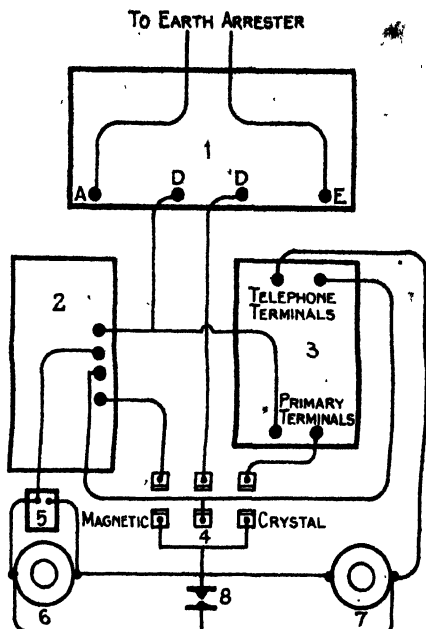 TO EARTH ARRESTER
1
A D D E
2
TELEPHONE
TERMINALS
3
PRIMARY
TERMINALS
5
MAGNETIC
CRYSTAL
4
8
6
7